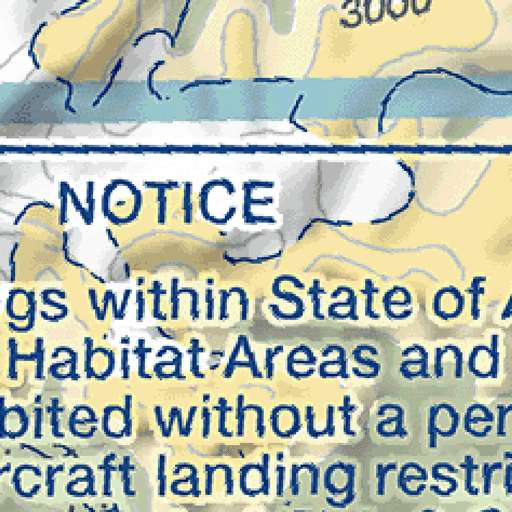 3000
NOTICE
gs within State of
Habitat Areas and
bited without a per
rcraft landing restri